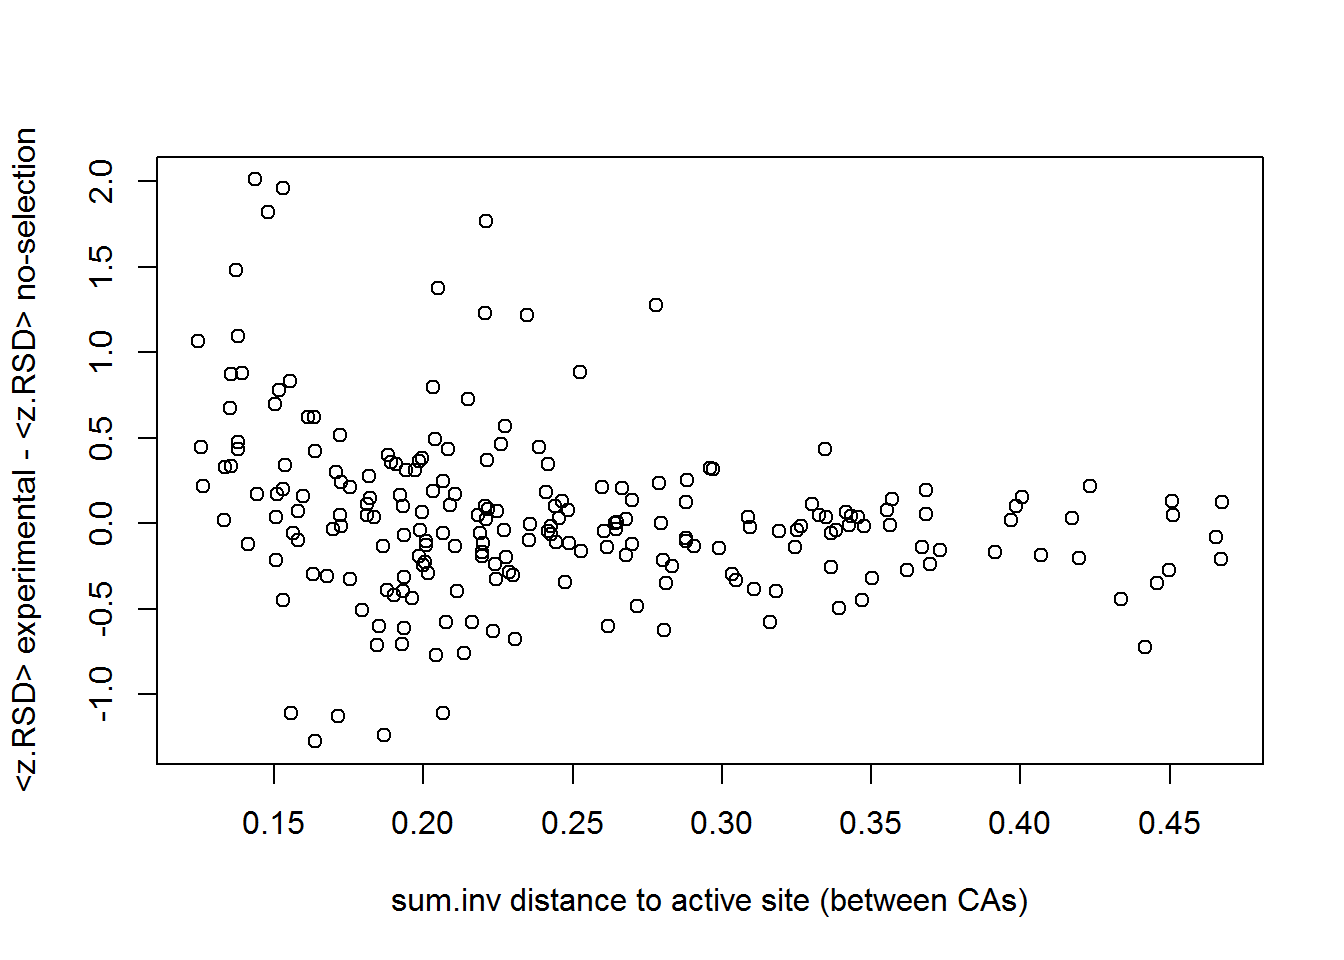 <z.RSD> experimental - <z.RSD> no-selection
2.0
1.5
1.0
0.5
0.0
-0.5
-1.0
0.15 0.20 0.25 0.30 0.35 0.40 0.45
sum.inv distance to active site (between CAs)